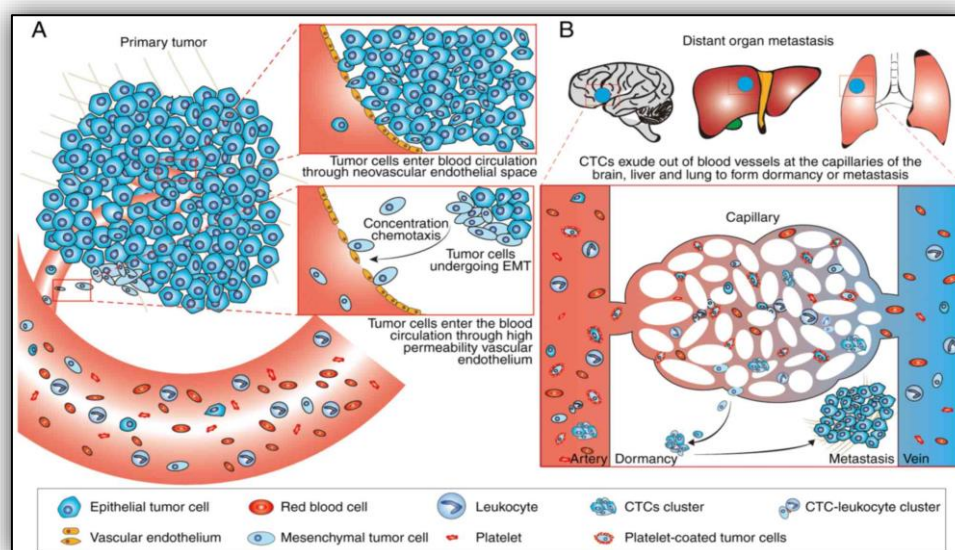 A
Primary tumor
Tumor cells enter blood circulation
through neovascular endothelial space
Concentration
chemotaxis
Tumor cells
undergoing EMT
Tumor cells enter the blood
circulation through high
permeability vascular
endothelium
B
Distant organ metastasis
CTCs exude out of blood vessels at the capillaries of the
brain, liver and lung to form dormancy or metastasis
Capillary
Artery
Dormancy
Metastasis
Vein
Epithelial tumor cell
Red blood cell
Leukocyte
CTCs cluster
CTC-leukocyte cluster
Vascular endothelium
Mesenchymal tumor cell
Platelet
Platelet-coated tumor cells